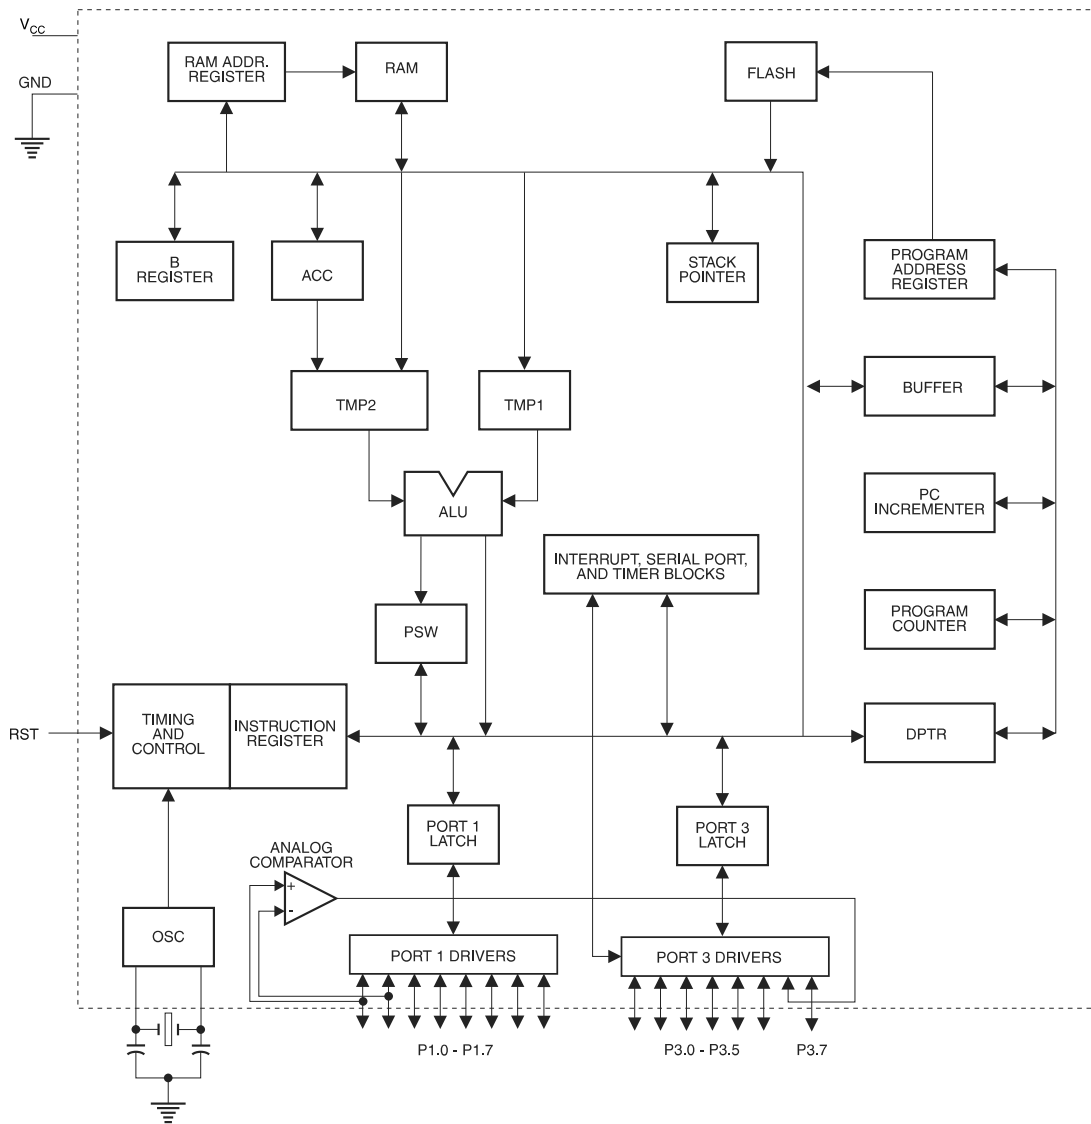 VCC
GND
RAM ADDR.
REGISTER
RAM
FLASH
B
REGISTER
ACC
STACK
POINTER
PROGRAM
ADDRESS
REGISTER
TMP2
TMP1
BUFFER
ALU
PC
INCREMENTER
INTERRUPT, SERIAL PORT,
AND TIMER BLOCKS
PSW
PROGRAM
COUNTER
RST
TIMING
AND
CONTROL
INSTRUCTION
REGISTER
DPTR
PORT 1
LATCH
PORT 3
LATCH
ANALOG
COMPARATOR
+
-
OSC
PORT 1 DRIVERS
PORT 3 DRIVERS
P1.0 - P1.7
P3.0 - P3.5
P3.7